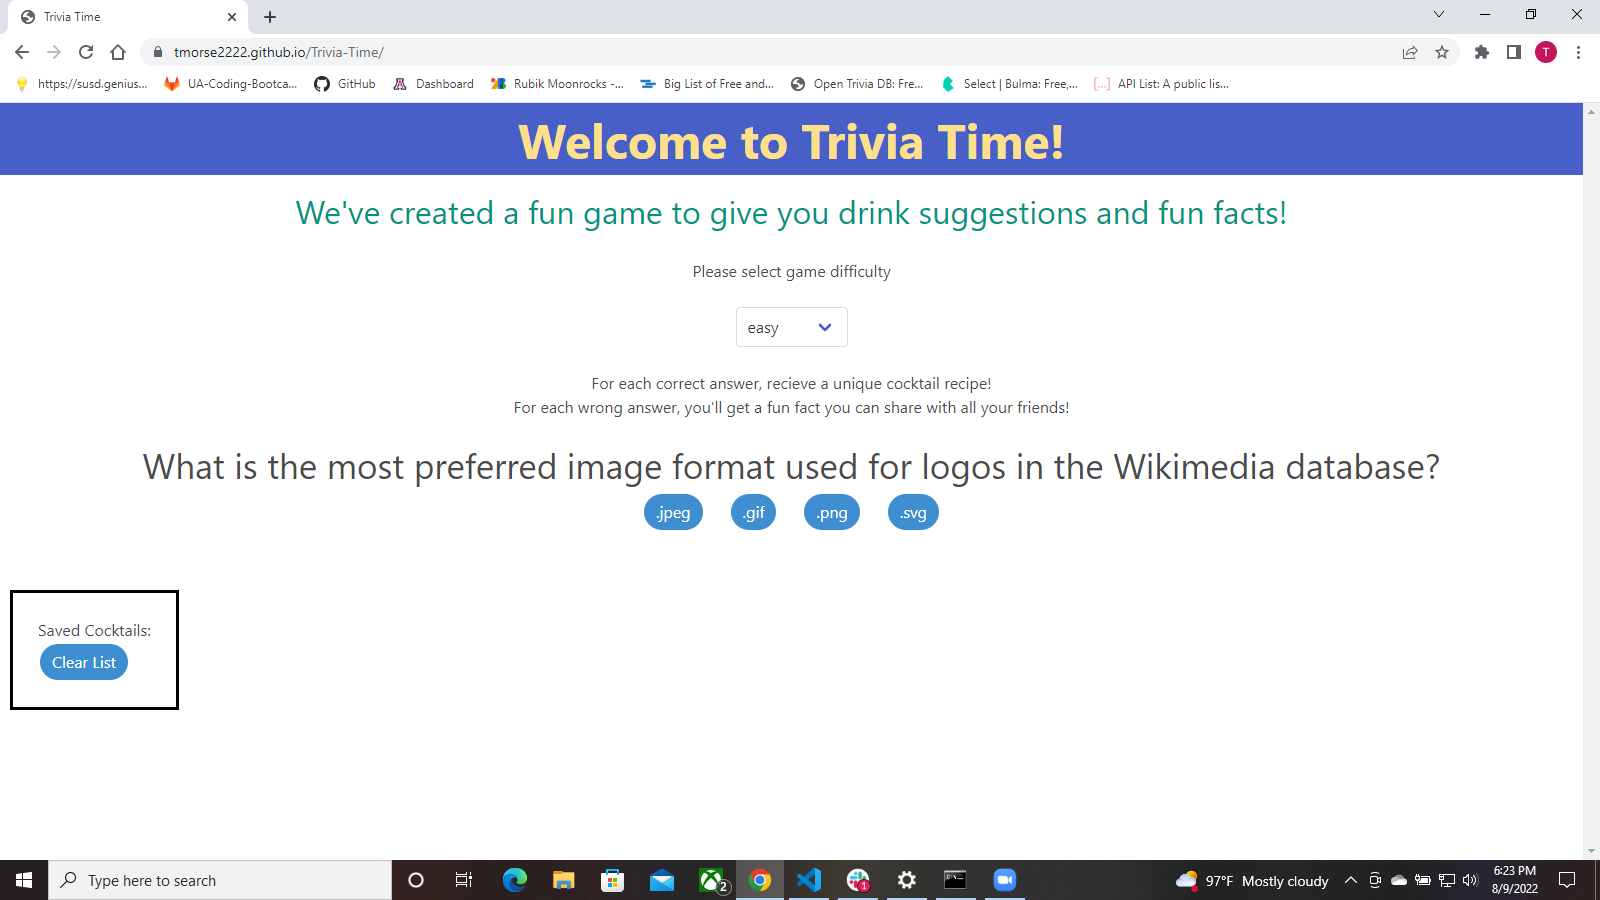 Trivia Time
tmorse2222.github.io/Trivia-Time/
T
https://susd.genius...
UA-Coding-Bootca...
GitHub
Dashboard
Rubik Moonrocks -...
Big List of Free and...
Open Trivia DB: Fre...
Select | Bulma: Free,...
API List: A public lis...
Welcome to Trivia Time!
We've created a fun game to give you drink suggestions and fun facts!
Please select game difficulty
easy
For each correct answer, recieve a unique cocktail recipe!
For each wrong answer, you'll get a fun fact you can share with all your friends!
What is the most preferred image format used for logos in the Wikimedia database?
.jpeg .gif .png .svg
Saved Cocktails:
Clear List
Type here to search
2
1
97°F Mostly cloudy
6:23 PM
8/9/2022